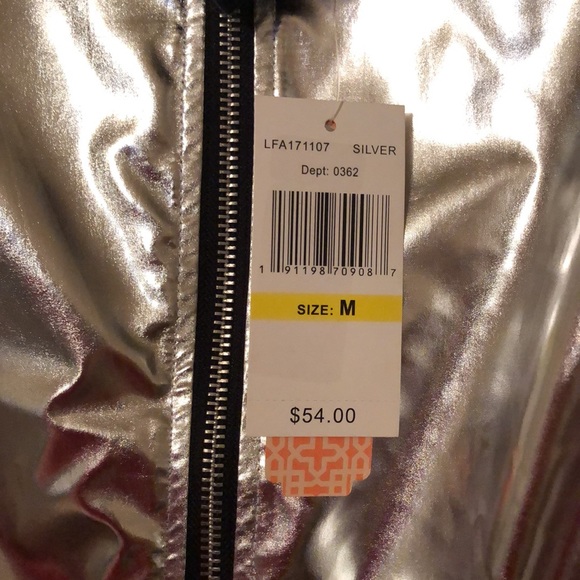 LFA171107 SILVER
Dept: 0362
1 91198 70908 7
SIZE: M
$54.00